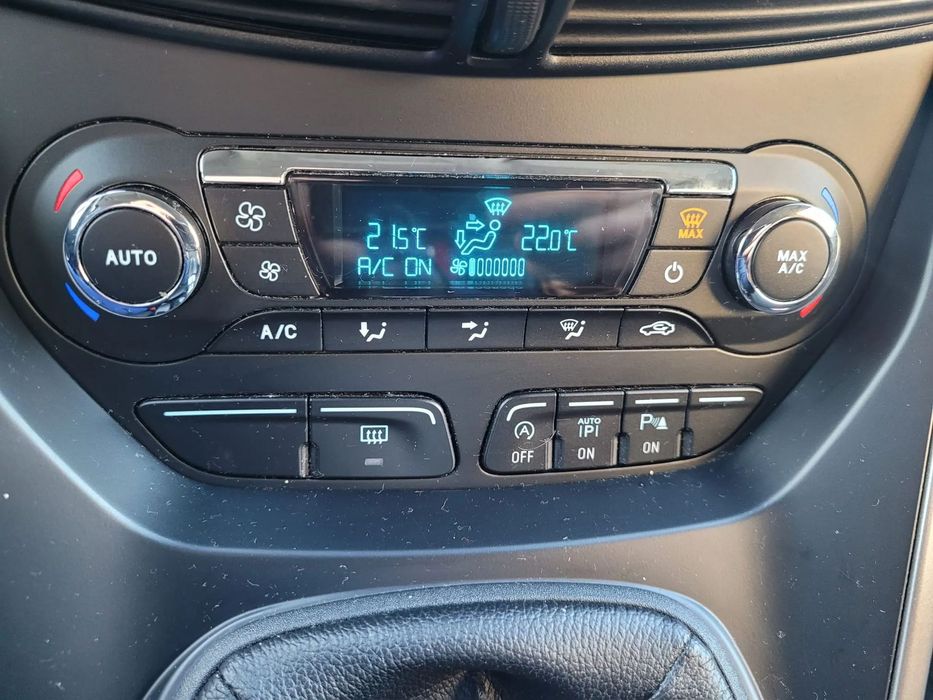 21.5°C 22.0°C
A/C ON
AUTO
MAX
MAX
A/C
A/C
A
OFF
AUTO
P
ON
P
ON